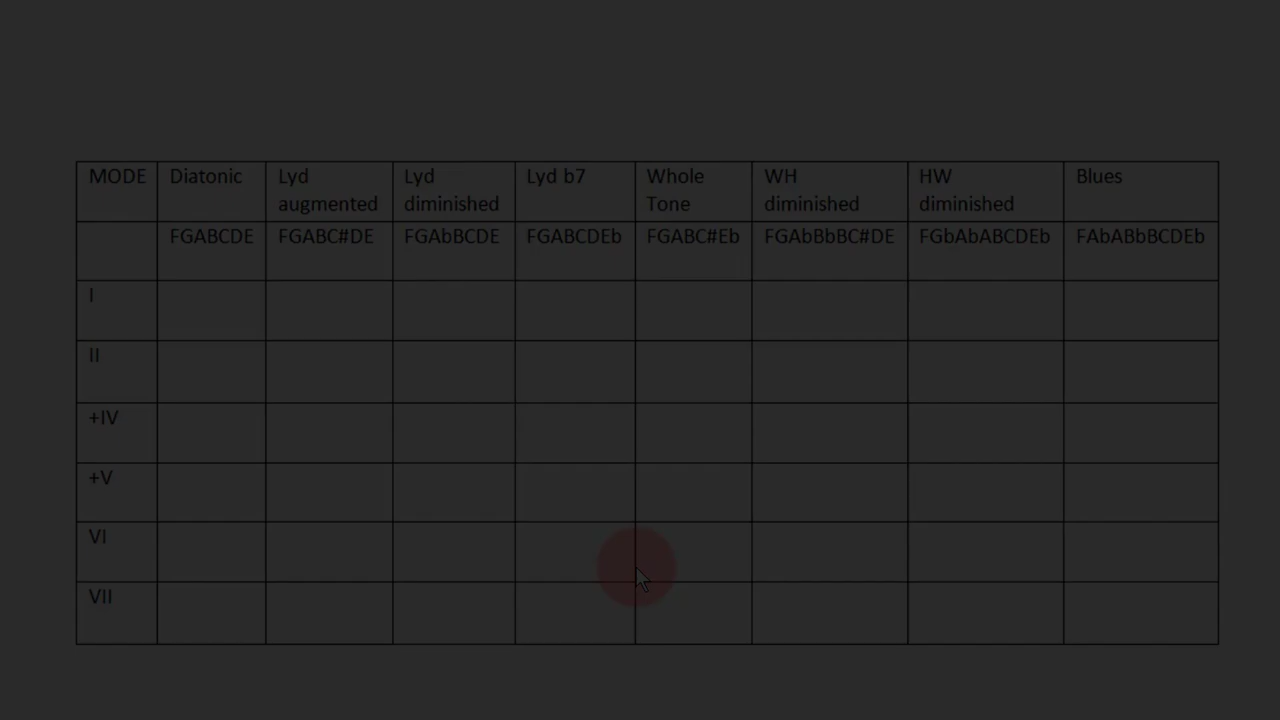 MODE Diatonic Lyd augmented Lyd diminished Lyd b7 Whole Tone WH diminished HW diminished Blues
FGABCDE FGABC#DE FGAbBCDE FGABCDEb FGABC#Eb FGAbBbBC#DE FGbAbABCDEb FAbABbBCDEb
I
II
+IV
+V
VI
VII